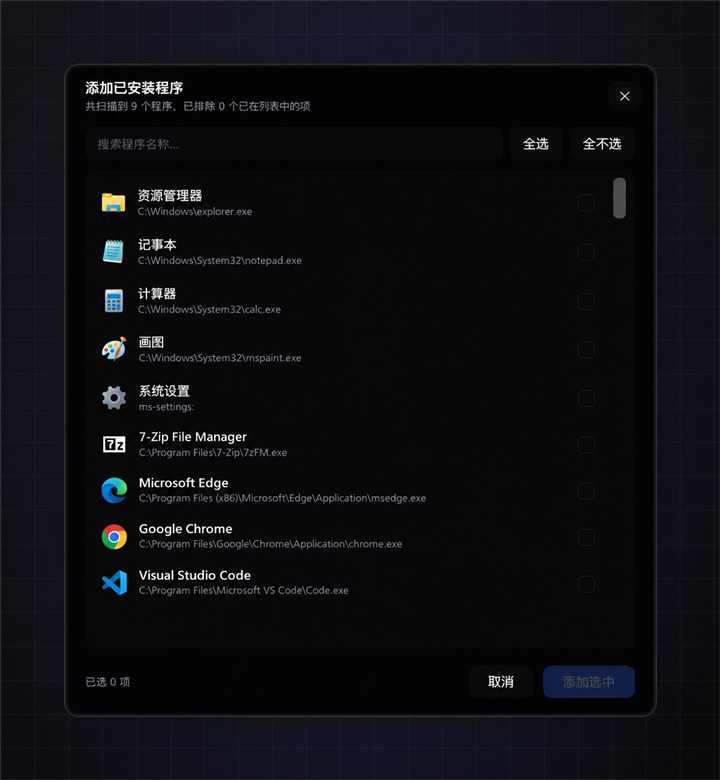 添加已安装程序
共扫描到 9 个程序，已排除 0 个已在列表中的项
搜索程序名称...
全选
全不选
资源管理器
C:\Windows\explorer.exe
记事本
C:\Windows\System32\notepad.exe
计算器
C:\Windows\System32\calc.exe
画图
C:\Windows\System32\mspaint.exe
系统设置
ms-settings:
7z
7-Zip File Manager
C:\Program Files\7-Zip\7zFM.exe
Microsoft Edge
C:\Program Files (x86)\Microsoft\Edge\Application\msedge.exe
Google Chrome
C:\Program Files\Google\Chrome\Application\chrome.exe
Visual Studio Code
C:\Program Files\Microsoft VS Code\Code.exe
已选 0 项
取消
添加选中